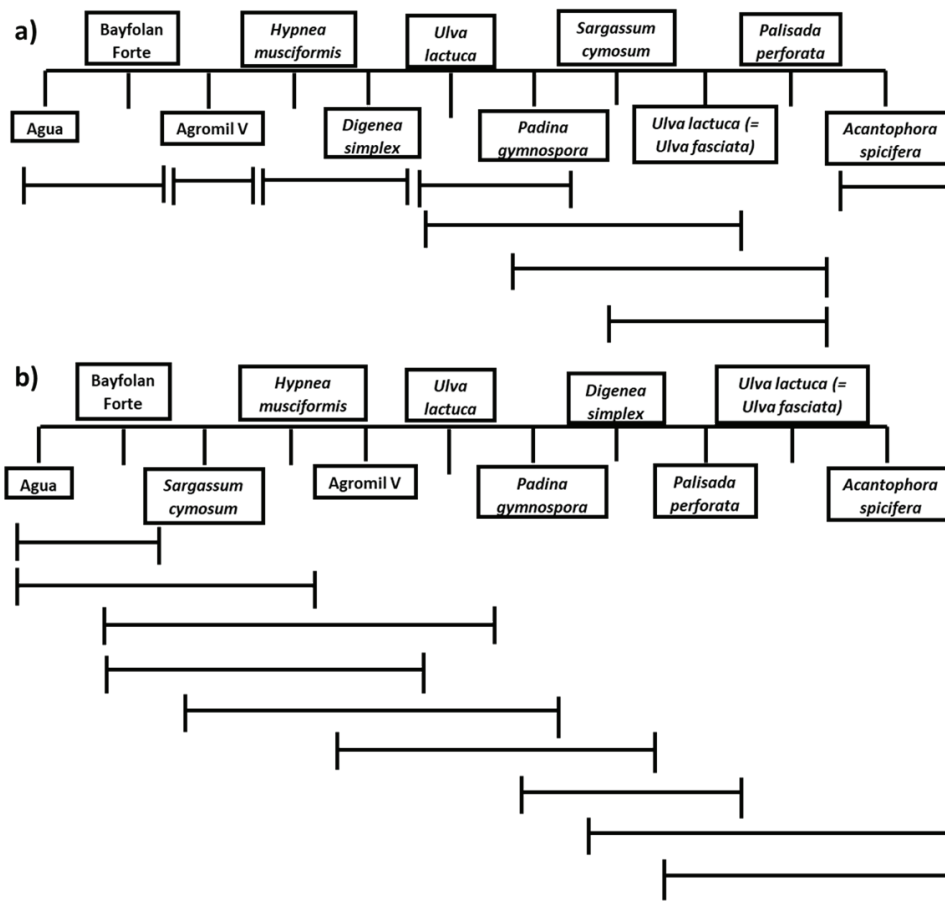 a)
Bayfolan
Forte
Hypnea
musciformis
Ulva
lactuca
Sargassum
cymosum
Palisada
perforata
Agua
Agromil V
Digenea
simplex
Padina
gymnospora
Ulva lactuca (=
Ulva fasciata)
Acantophora
spicifera
b)
Bayfolan
Forte
Hypnea
musciformis
Ulva
lactuca
Digenea
simplex
Ulva lactuca (=
Ulva fasciata)
Agua
Sargassum
cymosum
Agromil V
Padina
gymnospora
Palisada
perforata
Acantophora
spicifera